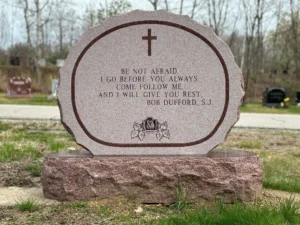 BE NOT AFRAID
I GO BEFORE YOU ALWAYS
COME FOLLOW ME
AND I WILL GIVE YOU REST
BOB DUFFORD, S.J.